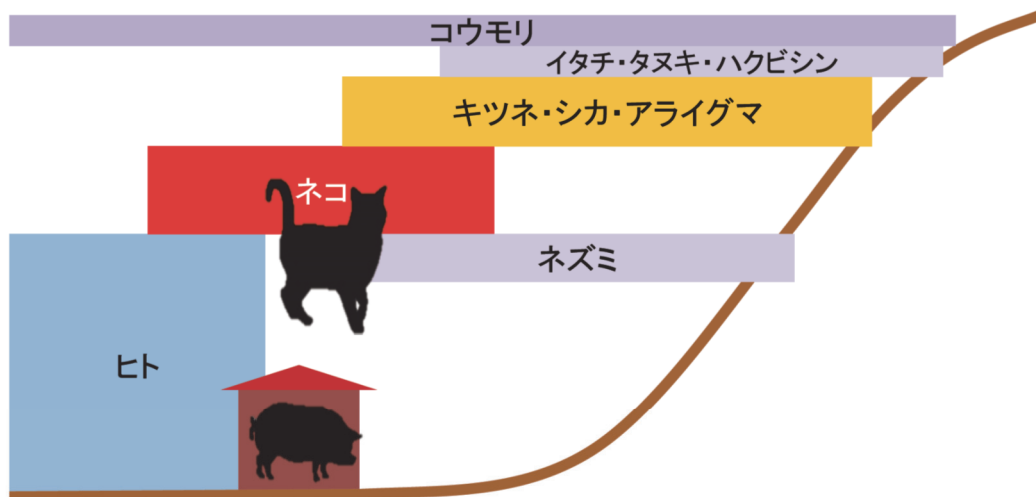 コウモリ
イタチ・タヌキ・ハクビシン
キツネ・シカ・アライグマ
ネコ
ネズミ
ヒト